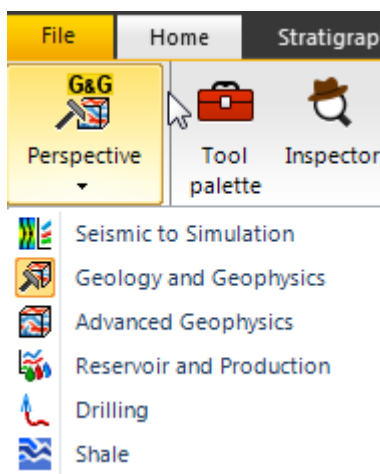 File Home Stratigrap
G&G
Perspective Tool Inspector
palette
Seismic to Simulation
Geology and Geophysics
Advanced Geophysics
Reservoir and Production
Drilling
Shale